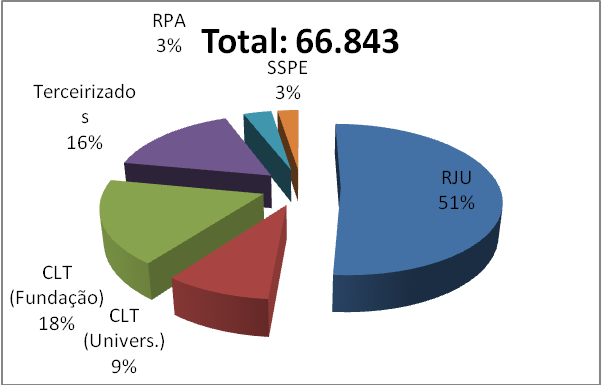 RPA
3%
Total: 66.843
SSPE
3%
Terceirizado
s
16%
RJU
51%
CLT
(Fundação)
18%
CLT
(Univers.)
9%